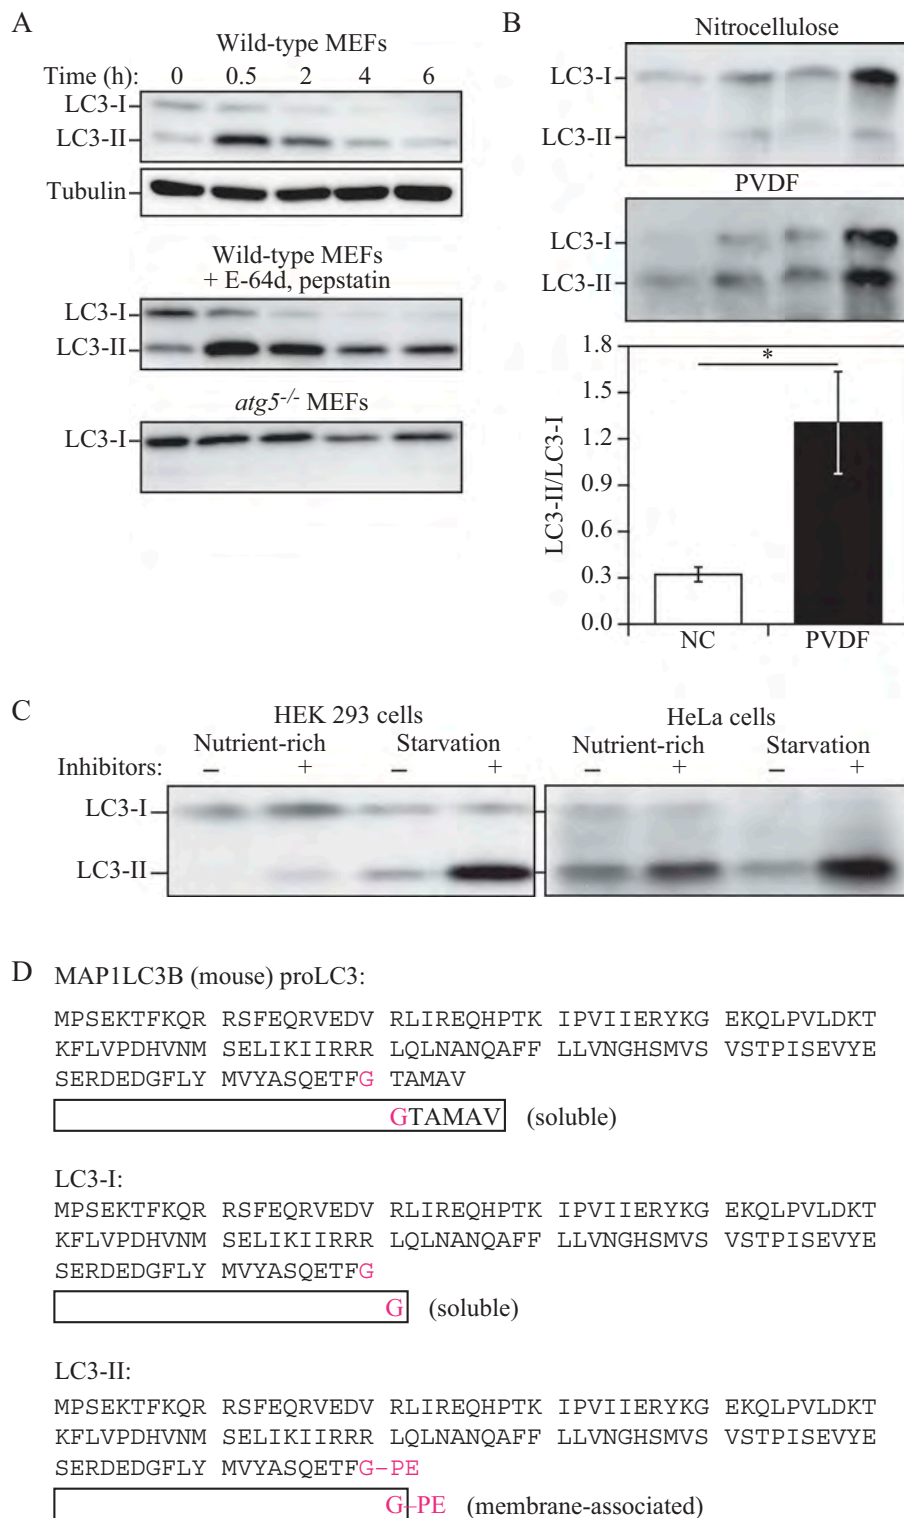 A
Wild-type MEFs
Time (h): 0 0.5 2 4 6
LC3-I
LC3-II
Tubulin
Wild-type MEFs
+ E-64d, pepstatin
LC3-I
LC3-II
atg5-/- MEFs
LC3-I
B
Nitrocellulose
LC3-I
LC3-II
PVDF
LC3-I
LC3-II
LC3-II/LC3-I
1.8
1.5
1.2
0.9
0.6
0.3
0.0
*
NC PVDF
C
HEK 293 cells HeLa cells
Nutrient-rich Starvation Nutrient-rich Starvation
Inhibitors: – + – + – + – +
LC3-I
LC3-II
D
MAP1LC3B (mouse) proLC3:
MPSEKTFKQR RSFEQRVEDV RLIREQHPTK IPVIIERYKG EKQLPVLDKT
KFLVPDHVNM SELIKIIRRR LQLNANQAFF LLVNGHSMVS VSTPISEVYE
SERDEDGFLY MVYASQETFG TAMAV
GTAMAV (soluble)
LC3-I:
MPSEKTFKQR RSFEQRVEDV RLIREQHPTK IPVIIERYKG EKQLPVLDKT
KFLVPDHVNM SELIKIIRRR LQLNANQAFF LLVNGHSMVS VSTPISEVYE
SERDEDGFLY MVYASQETFG
G (soluble)
LC3-II:
MPSEKTFKQR RSFEQRVEDV RLIREQHPTK IPVIIERYKG EKQLPVLDKT
KFLVPDHVNM SELIKIIRRR LQLNANQAFF LLVNGHSMVS VSTPISEVYE
SERDEDGFLY MVYASQETFG–PE
G–PE (membrane-associated)